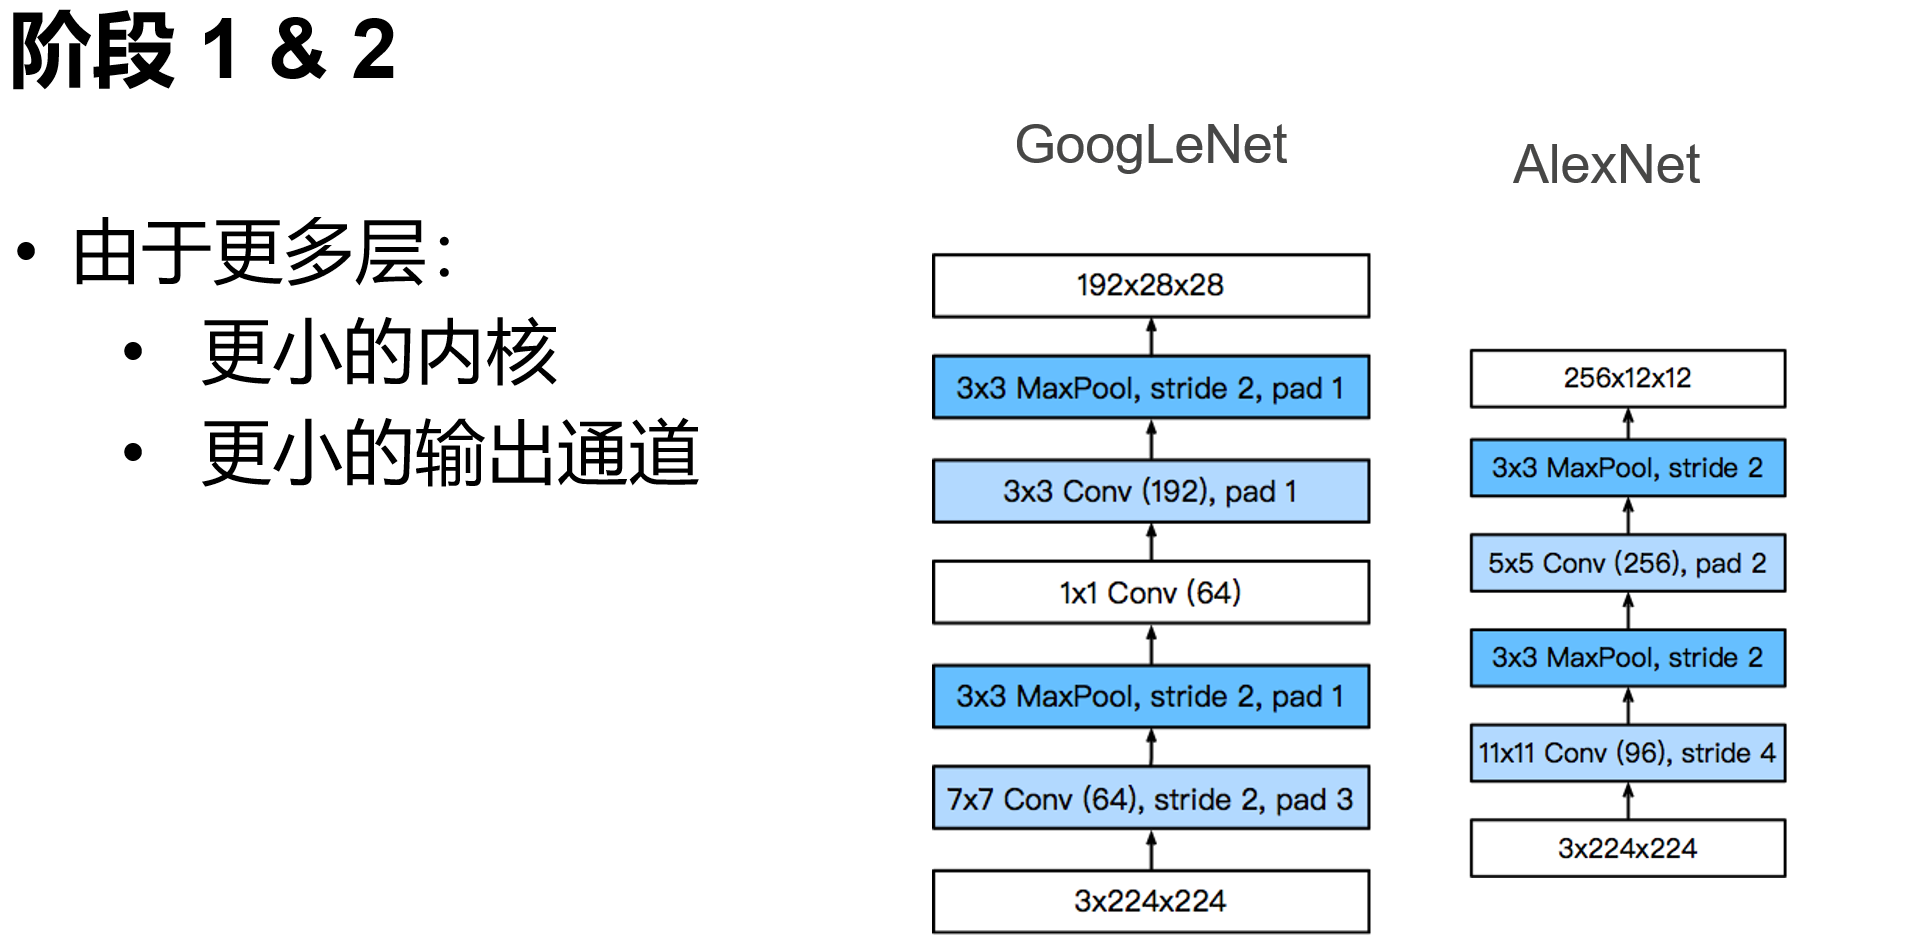 阶段 1 & 2
由于更多层：
更小的内核
更小的输出通道
GoogLeNet
192x28x28
3x3 MaxPool, stride 2, pad 1
3x3 Conv (192), pad 1
1x1 Conv (64)
3x3 MaxPool, stride 2, pad 1
7x7 Conv (64), stride 2, pad 3
3x224x224
AlexNet
256x12x12
3x3 MaxPool, stride 2
5x5 Conv (256), pad 2
3x3 MaxPool, stride 2
11x11 Conv (96), stride 4
3x224x224